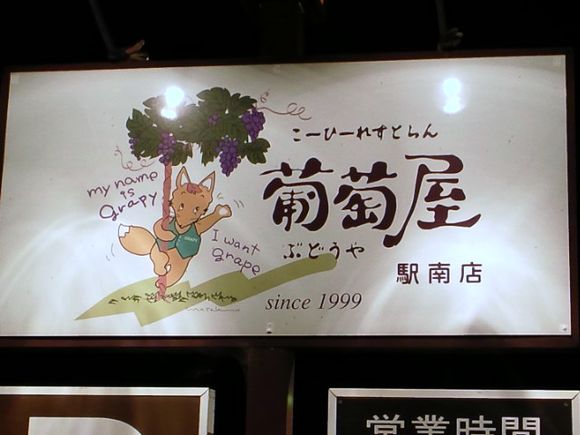 こーひーれすとらん
葡萄屋
ぶどうや
駅南店
since 1999
my name
is
grapy
I want
grape
営業時間